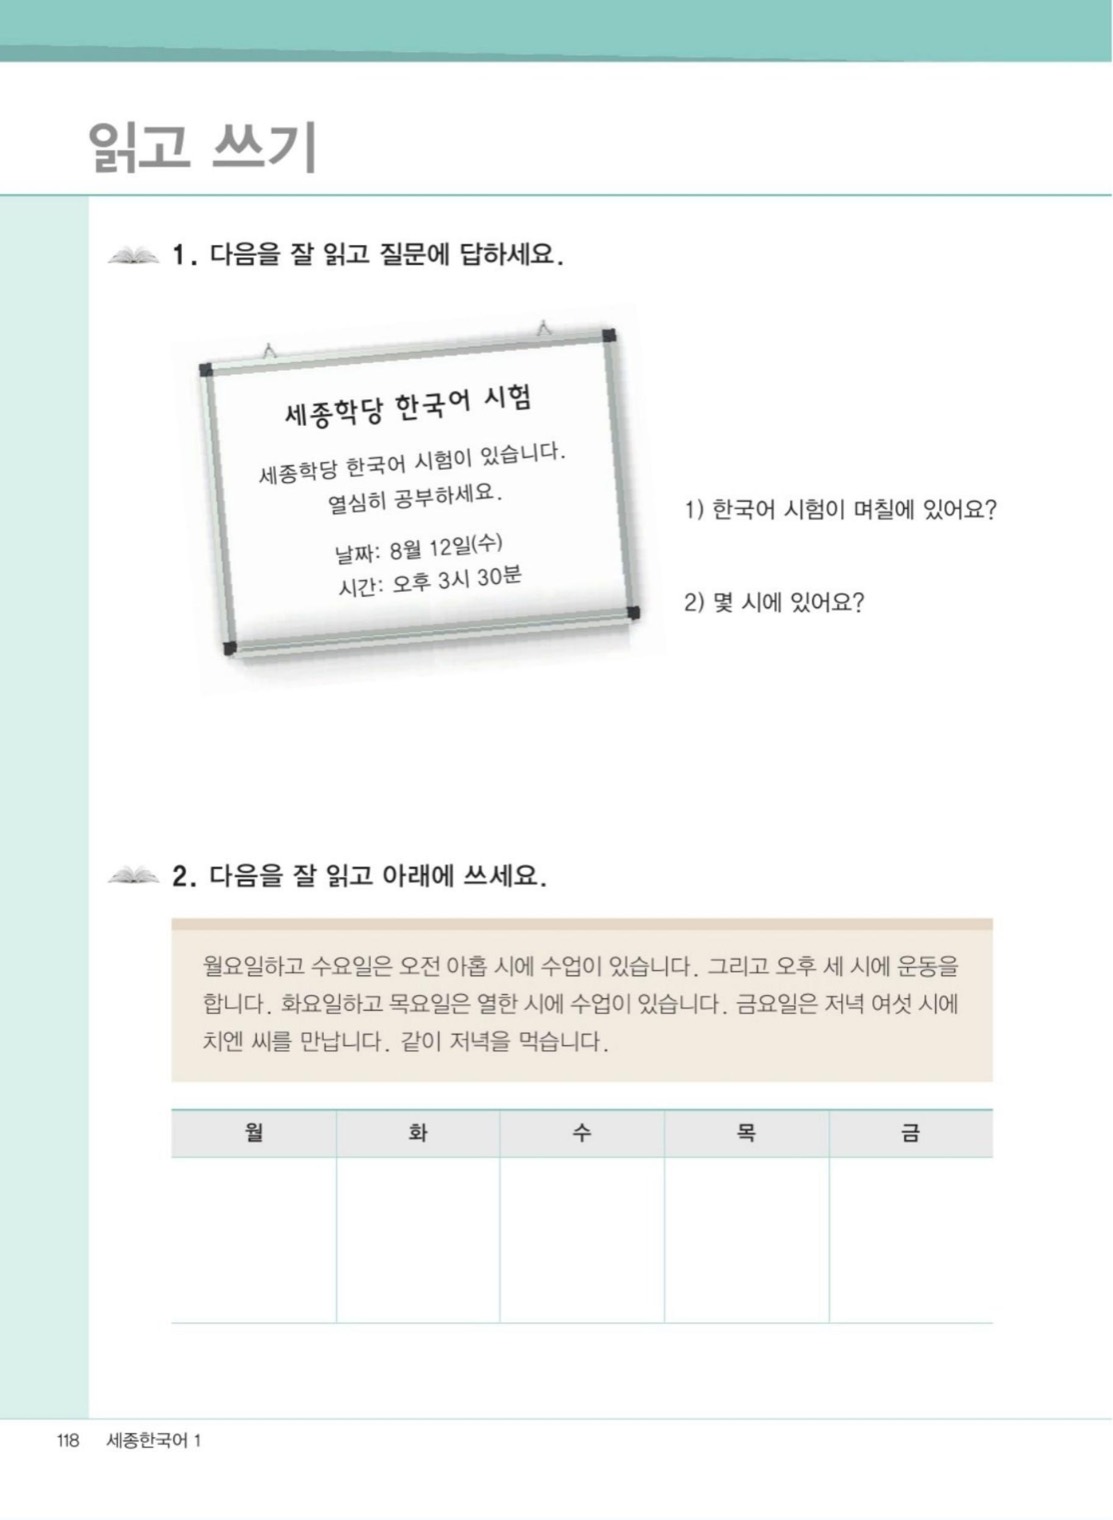 읽고 쓰기
1. 다음을 잘 읽고 질문에 답하세요.
세종학당 한국어 시험
세종학당 한국어 시험이 있습니다.
열심히 공부하세요.
날짜: 8월 12일(수)
시간: 오후 3시 30분
1) 한국어 시험이 며칠에 있어요?
2) 몇 시에 있어요?
2. 다음을 잘 읽고 아래에 쓰세요.
월요일하고 수요일은 오전 아홉 시에 수업이 있습니다. 그리고 오후 세 시에 운동을
합니다. 화요일하고 목요일은 열한 시에 수업이 있습니다. 금요일은 저녁 여섯 시에
치엔 씨를 만납니다. 같이 저녁을 먹습니다.
월 화 수 목 금
118 세종한국어 1